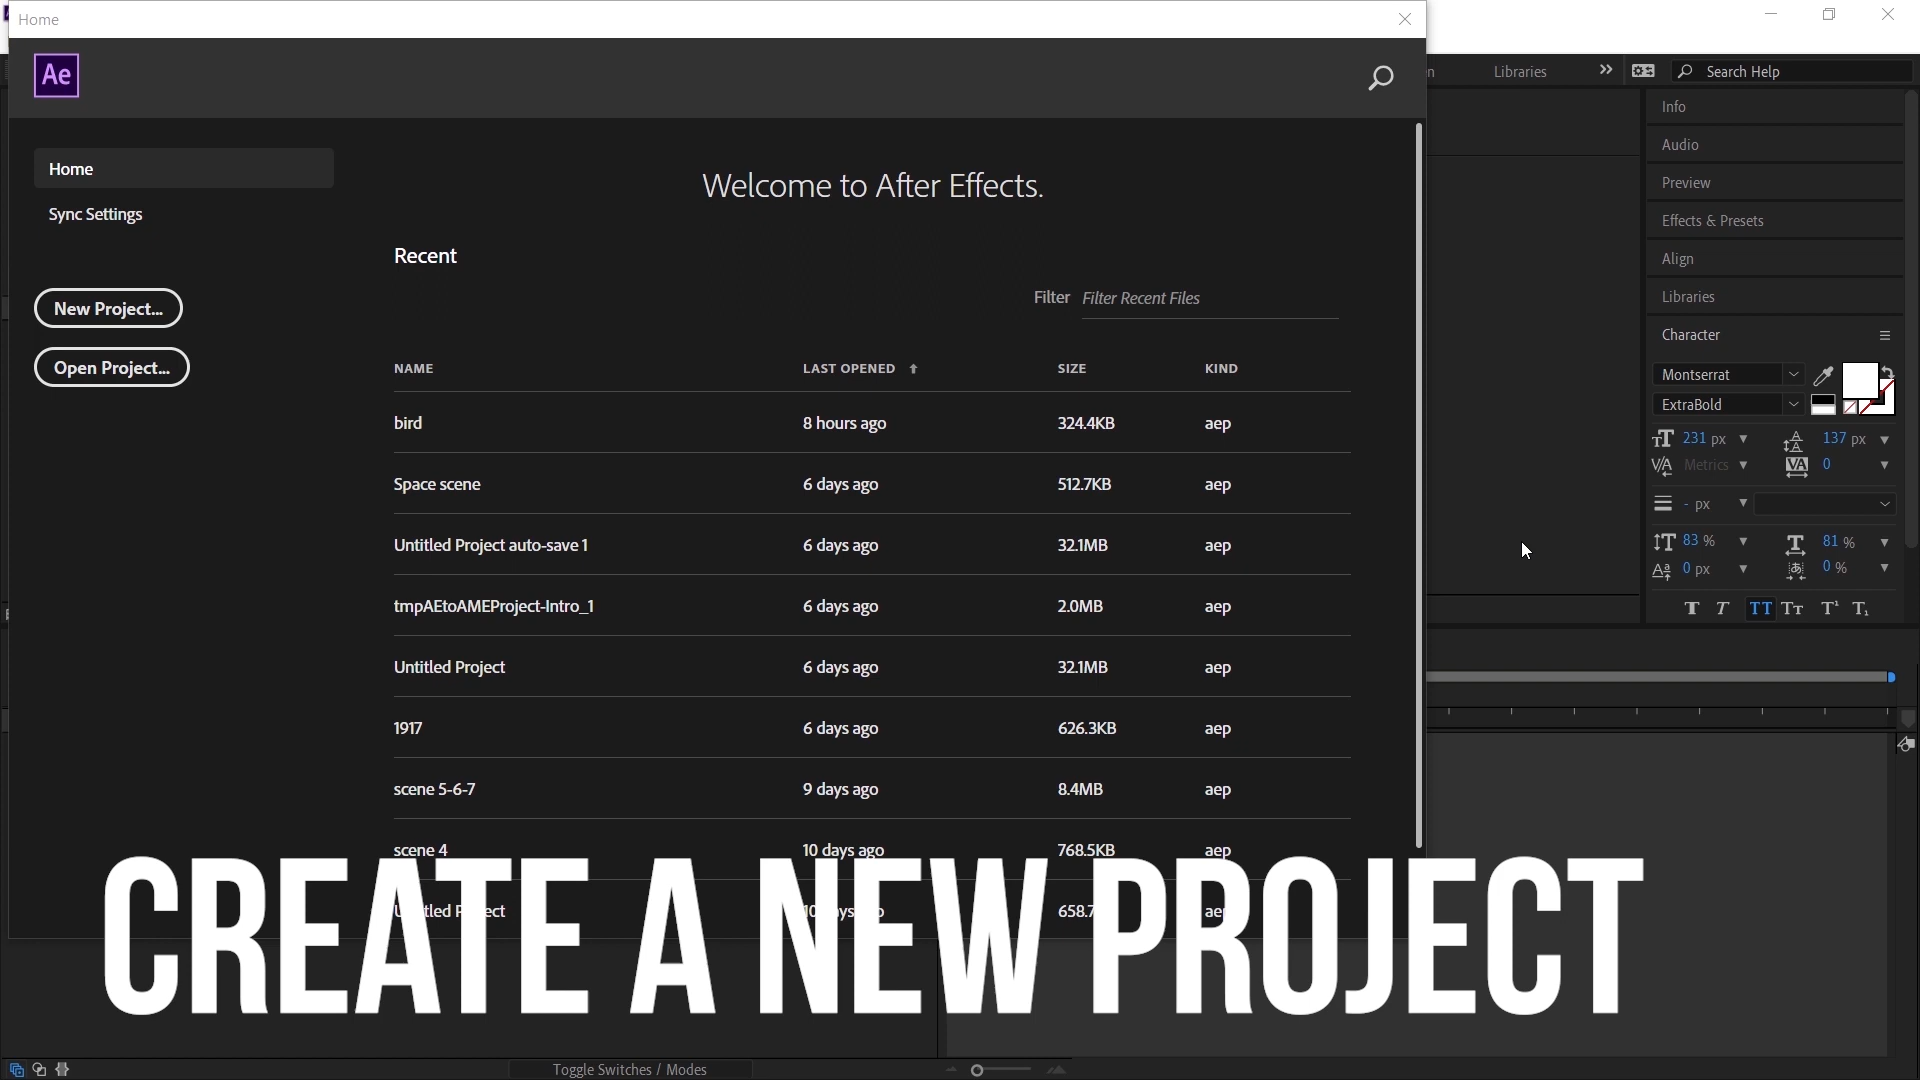 Home
Ae
Libraries
Search Help
Home
Sync Settings
New Project...
Open Project...
Welcome to After Effects.
Recent
Filter Filter Recent Files
NAME LAST OPENED SIZE KIND
bird 8 hours ago 324.4KB aep
Space scene 6 days ago 512.7KB aep
Untitled Project auto-save 1 6 days ago 32.1MB aep
tmpAEtoAMEProject-Intro_1 6 days ago 2.0MB aep
Untitled Project 6 days ago 32.1MB aep
1917 6 days ago 626.3KB aep
scene 5-6-7 9 days ago 8.4MB aep
scene 4 10 days ago 768.5KB aep
CREATE A NEW PROJECT
Info
Audio
Preview
Effects & Presets
Align
Libraries
Character
Montserrat
ExtraBold
231 px 137 px
Metrics 0
- px
83 % 81 %
0 px 0 %
T T TT TT T¹ T₁
Toggle Switches / Modes